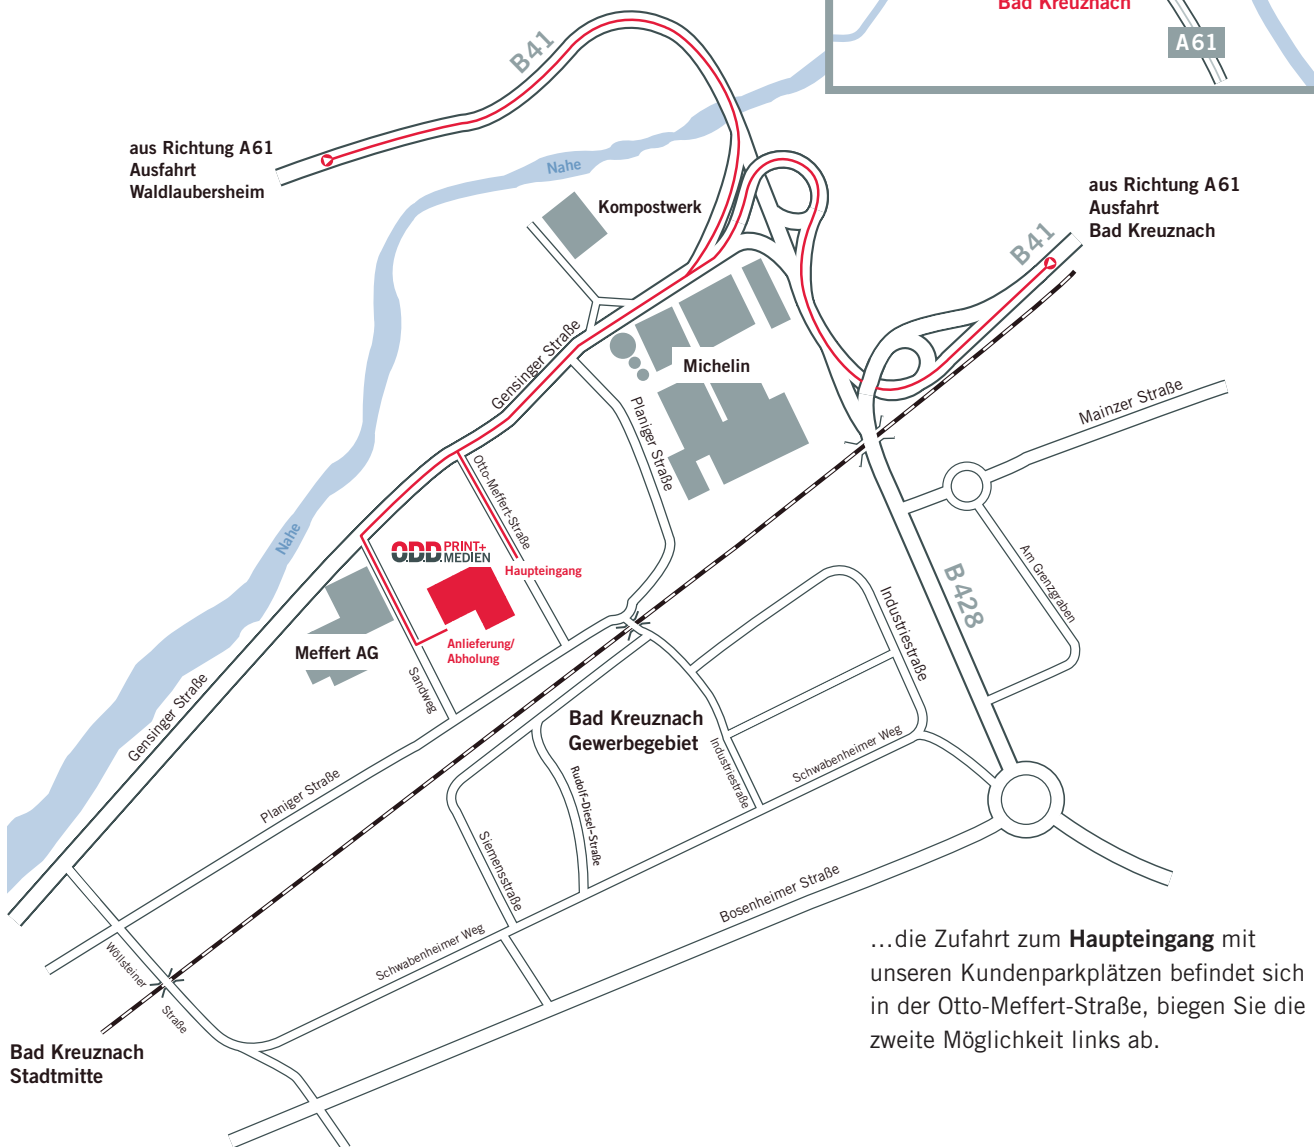 Bad Kreuznach
A61
B41
aus Richtung A61
Ausfahrt
Waldlaubersheim
Nahe
Kompostwerk
aus Richtung A61
Ausfahrt
Bad Kreuznach
B41
Gensinger Straße
Michelin
Planiger Straße
Mainzer Straße
Otto-Meffert-Straße
Nahe
O.D.D. PRINT+
MEDIEN
Haupteingang
Am Grenzgraben
B428
Industriestraße
Anlieferung/
Abholung
Meffert AG
Sandweg
Gensinger Straße
Bad Kreuznach
Gewerbegebiet
Industriestraße
Schwabenheimer Weg
Planiger Straße
Rudolf-Diesel-Straße
Siemensstraße
Bosenheimer Straße
Schwabenheimer Weg
Wöllsteiner
Straße
Bad Kreuznach
Stadtmitte
...die Zufahrt zum Haupteingang mit
unseren Kundenparkplätzen befindet sich
in der Otto-Meffert-Straße, biegen Sie die
zweite Möglichkeit links ab.